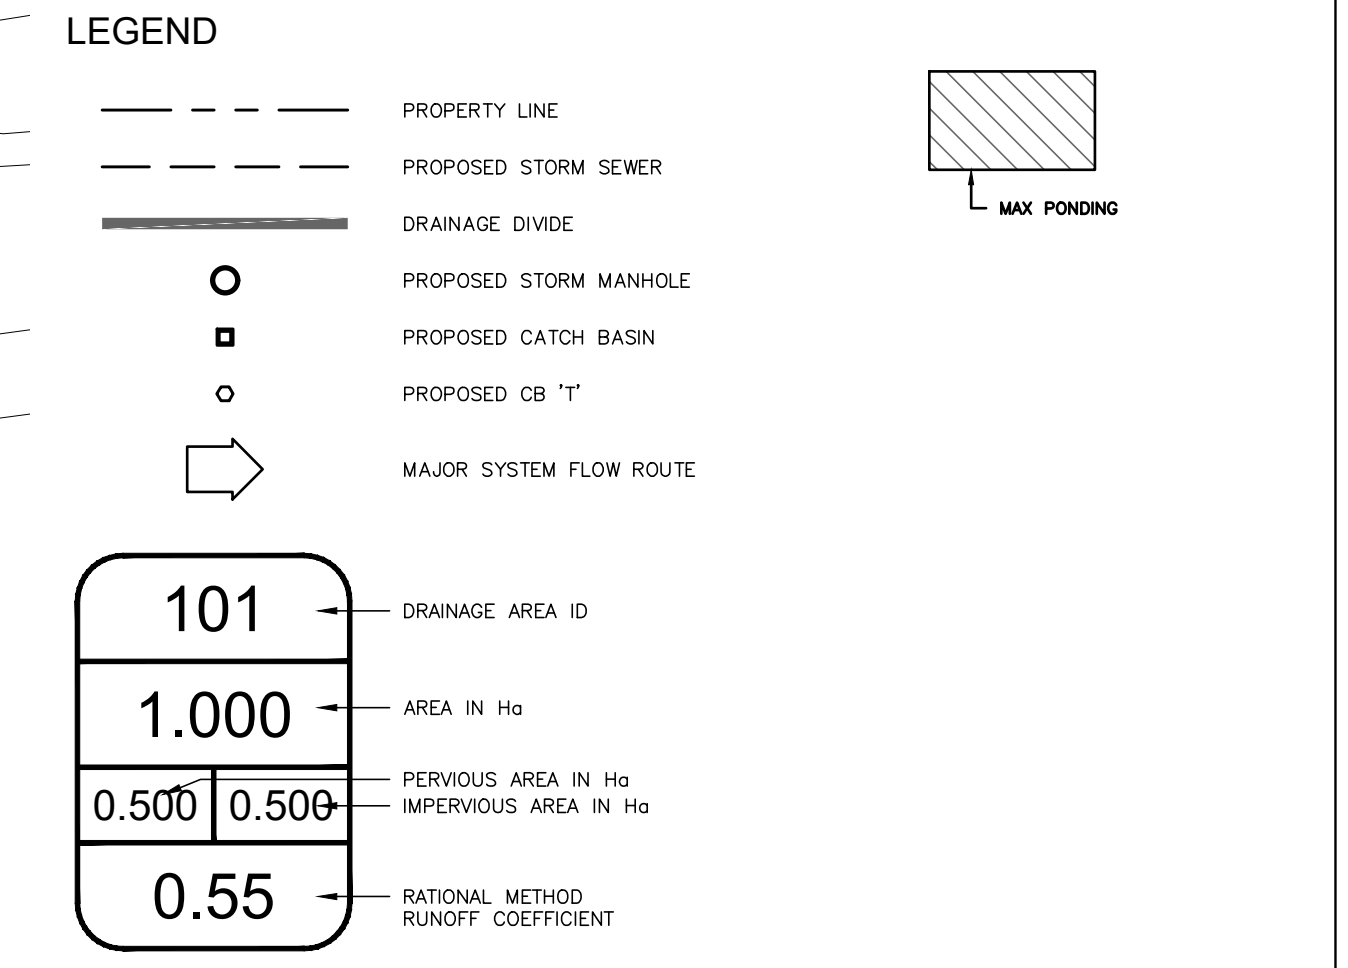 LEGEND
PROPERTY LINE
PROPOSED STORM SEWER
DRAINAGE DIVIDE
PROPOSED STORM MANHOLE
PROPOSED CATCH BASIN
PROPOSED CB 'T'
MAJOR SYSTEM FLOW ROUTE
MAX PONDING
101
DRAINAGE AREA ID
1.000
AREA IN Ha
0.500
PERVIOUS AREA IN Ha
0.500
IMPERVIOUS AREA IN Ha
0.55
RATIONAL METHOD
RUNOFF COEFFICIENT